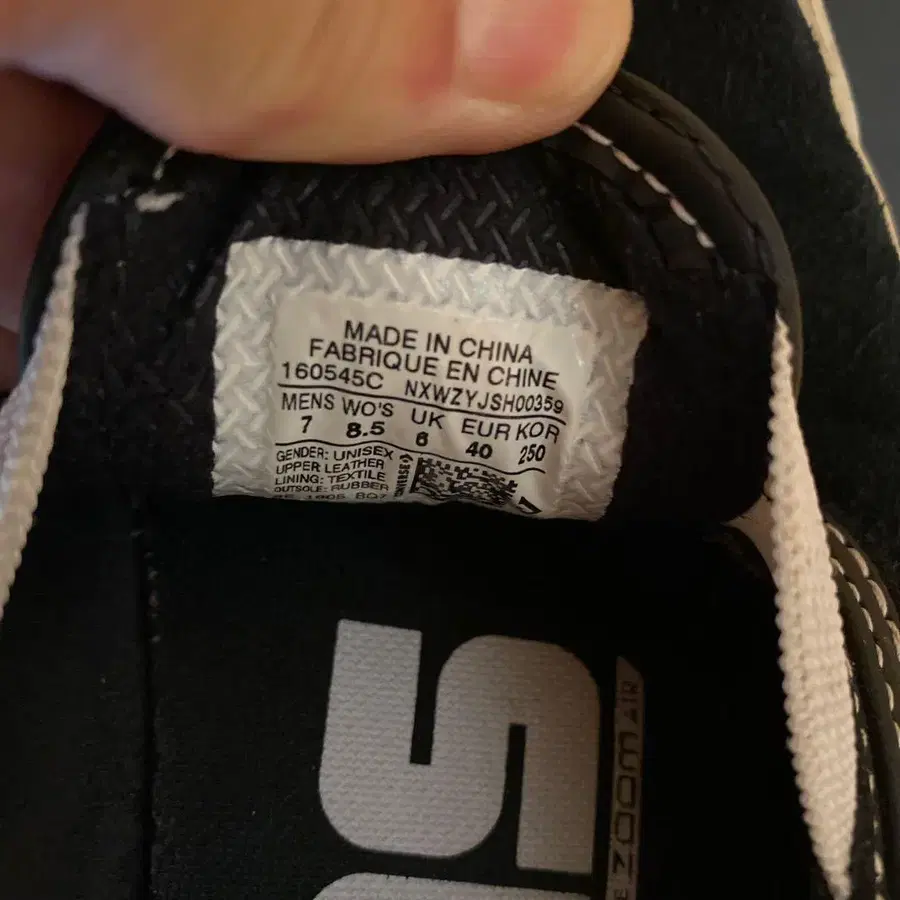 MADE IN CHINA
FABRIQUE EN CHINE
160545C NXWZYJSH00359
MENS WO'S UK EUR KOR
7 8.5 6 40 250
GENDER: UNISEX
UPPER: LEATHER
LINING: TEXTILE
OUTSOLE: RUBBER
CONVERSE
ZOOM AIR